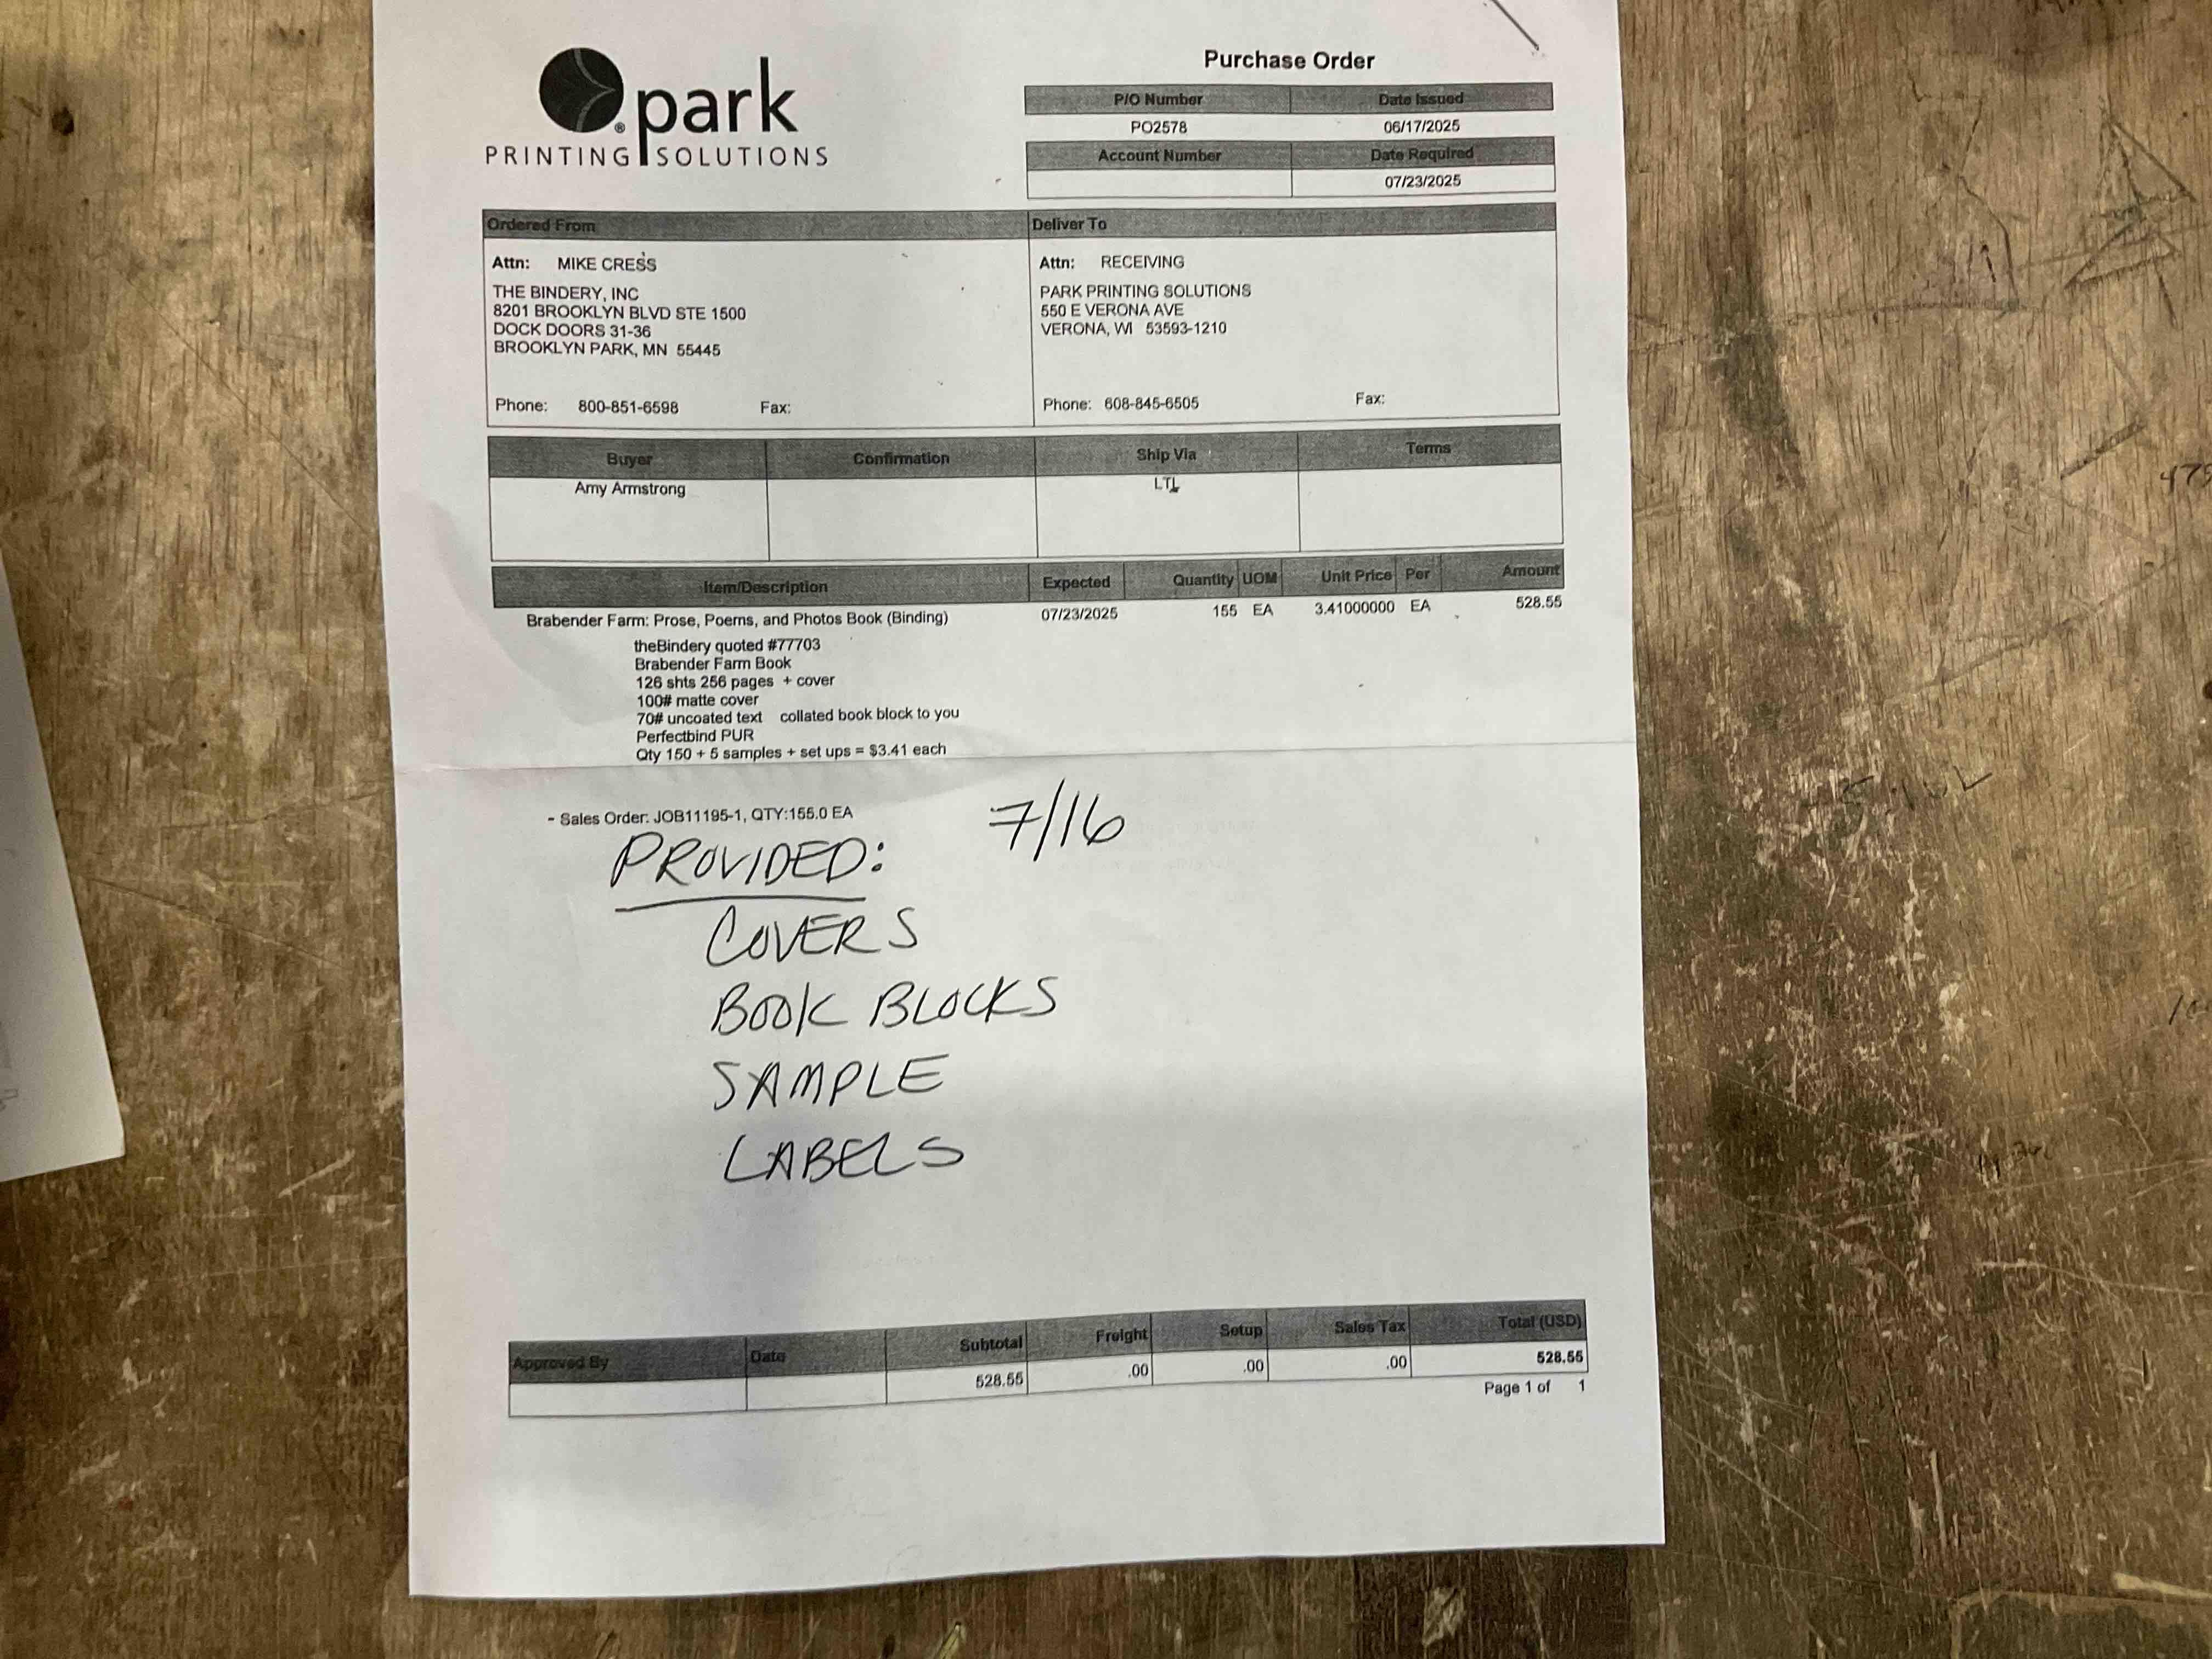 park
PRINTING SOLUTIONS
Purchase Order
P/O Number Date Issued
PO2578 06/17/2025
Account Number Date Required
07/23/2025
Ordered From Deliver To
Attn: MIKE CRESS
THE BINDERY, INC
8201 BROOKLYN BLVD STE 1500
DOCK DOORS 31-36
BROOKLYN PARK, MN 55445
Phone: 800-851-6598 Fax:
Attn: RECEIVING
PARK PRINTING SOLUTIONS
550 E VERONA AVE
VERONA, WI 53593-1210
Phone: 608-845-6505 Fax:
Buyer Confirmation Ship Via Terms
Amy Armstrong LTL
Item/Description Expected Quantity UOM Unit Price Per Amount
Brabender Farm: Prose, Poems, and Photos Book (Binding) 07/23/2025 155 EA 3.41000000 EA 528.55
theBindery quoted #77703
Brabender Farm Book
126 shts 256 pages + cover
100# matte cover
70# uncoated text collated book block to you
Perfectbind PUR
Qty 150 + 5 samples + set ups = $3.41 each
- Sales Order: JOB11195-1, QTY:155.0 EA
7/16
PROVIDED:
COVERS
BOOK BLOCKS
SAMPLE
LABELS
Approved By Date Subtotal Freight Setup Sales Tax Total (USD)
528.55 .00 .00 .00 528.55
Page 1 of 1